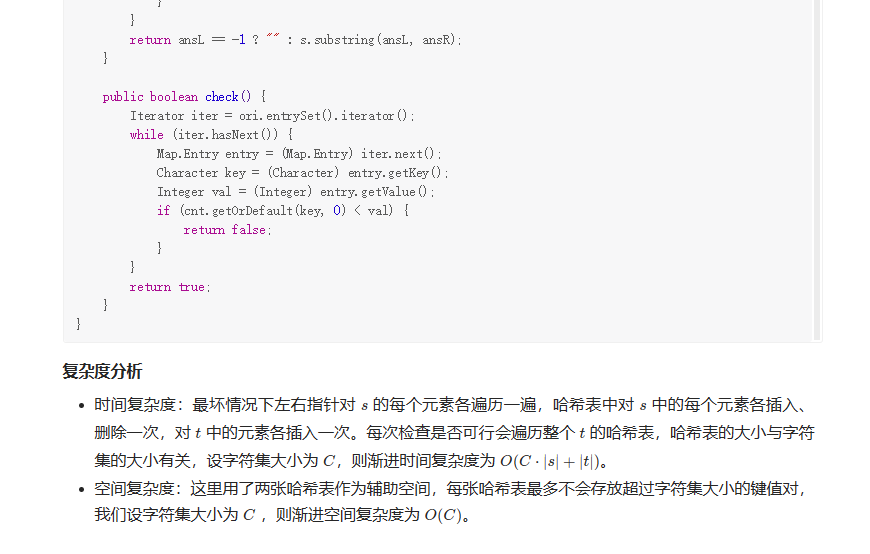 }
}
return ansL == -1 ? "" : s.substring(ansL, ansR);
}
public boolean check() {
Iterator iter = ori.entrySet().iterator();
while (iter.hasNext()) {
Map.Entry entry = (Map.Entry) iter.next();
Character key = (Character) entry.getKey();
Integer val = (Integer) entry.getValue();
if (cnt.getOrDefault(key, 0) < val) {
return false;
}
}
return true;
}
}
复杂度分析
• 时间复杂度：最坏情况下左右指针对 s 的每个元素各遍历一遍，哈希表中对 s 中的每个元素各插入、
删除一次，对 t 中的元素各插入一次。每次检查是否可行会遍历整个 t 的哈希表，哈希表的大小与字符
集的大小有关，设字符集大小为 C，则渐进时间复杂度为 O(C · |s| + |t|)。
• 空间复杂度：这里用了两张哈希表作为辅助空间，每张哈希表最多不会存放超过字符集大小的键值对，
我们设字符集大小为 C ，则渐进空间复杂度为 O(C)。